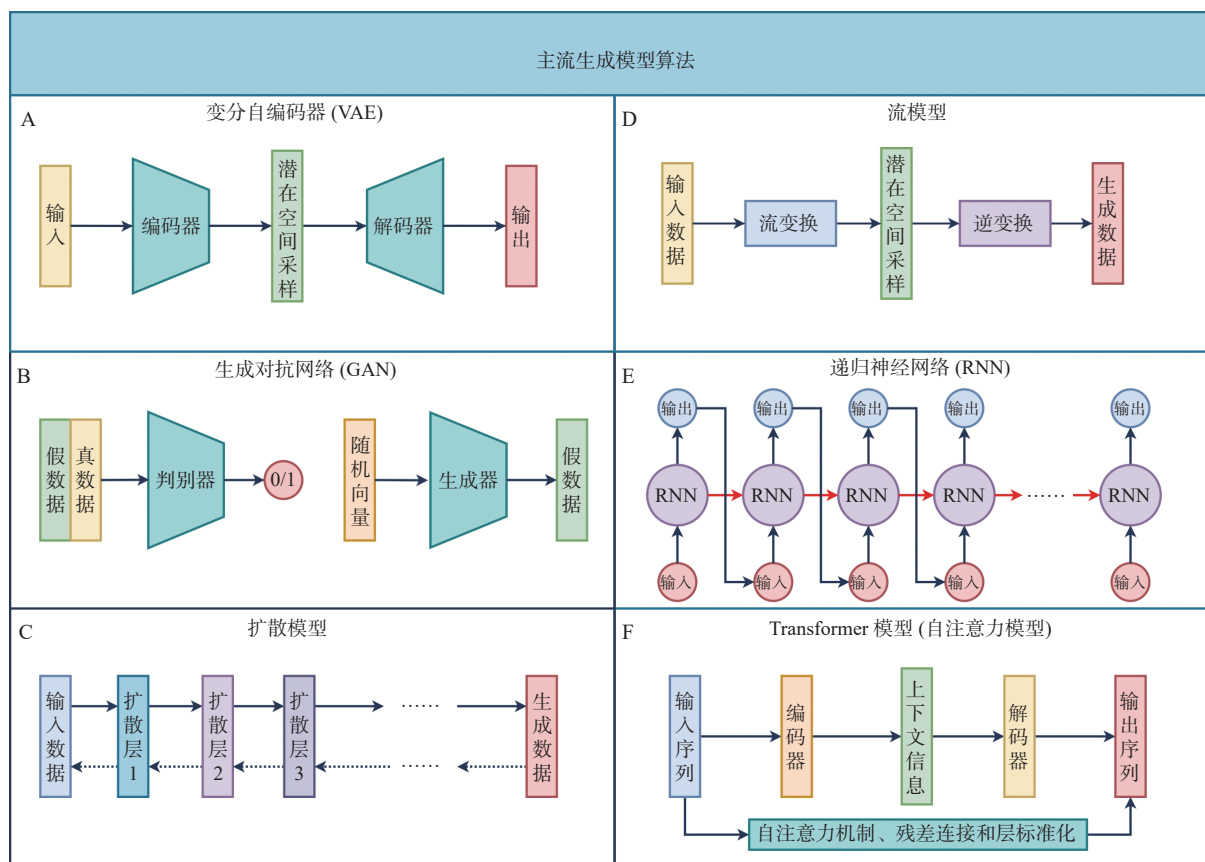 主流生成模型算法
A
变分自编码器 (VAE)
输入
编码器
潜在空间采样
解码器
输出
B
生成对抗网络 (GAN)
假数据
真数据
判别器
0/1
随机向量
生成器
假数据
C
扩散模型
输入数据
扩散层1
扩散层2
扩散层3
……
……
生成数据
D
流模型
输入数据
流变换
潜在空间采样
逆变换
生成数据
E
递归神经网络 (RNN)
输出
输出
输出
输出
输出
RNN
RNN
RNN
RNN
……
RNN
输入
输入
输入
输入
输入
F
Transformer 模型 (自注意力模型)
输入序列
编码器
上下文信息
解码器
输出序列
自注意力机制、残差连接和层标准化